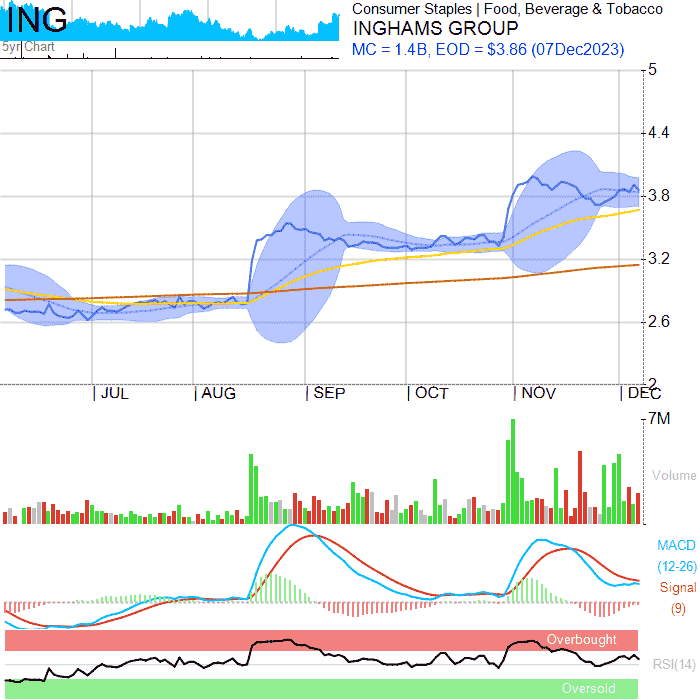 ING
5yr Chart
Consumer Staples | Food, Beverage & Tobacco
INGHAMS GROUP
MC = 1.4B, EOD = $3.86 (07Dec2023)
5
4.4
3.8
3.2
2.6
2
JUL AUG SEP OCT NOV DEC
7M
Volume
MACD
(12-26)
Signal
(9)
Overbought
RSI(14)
Oversold